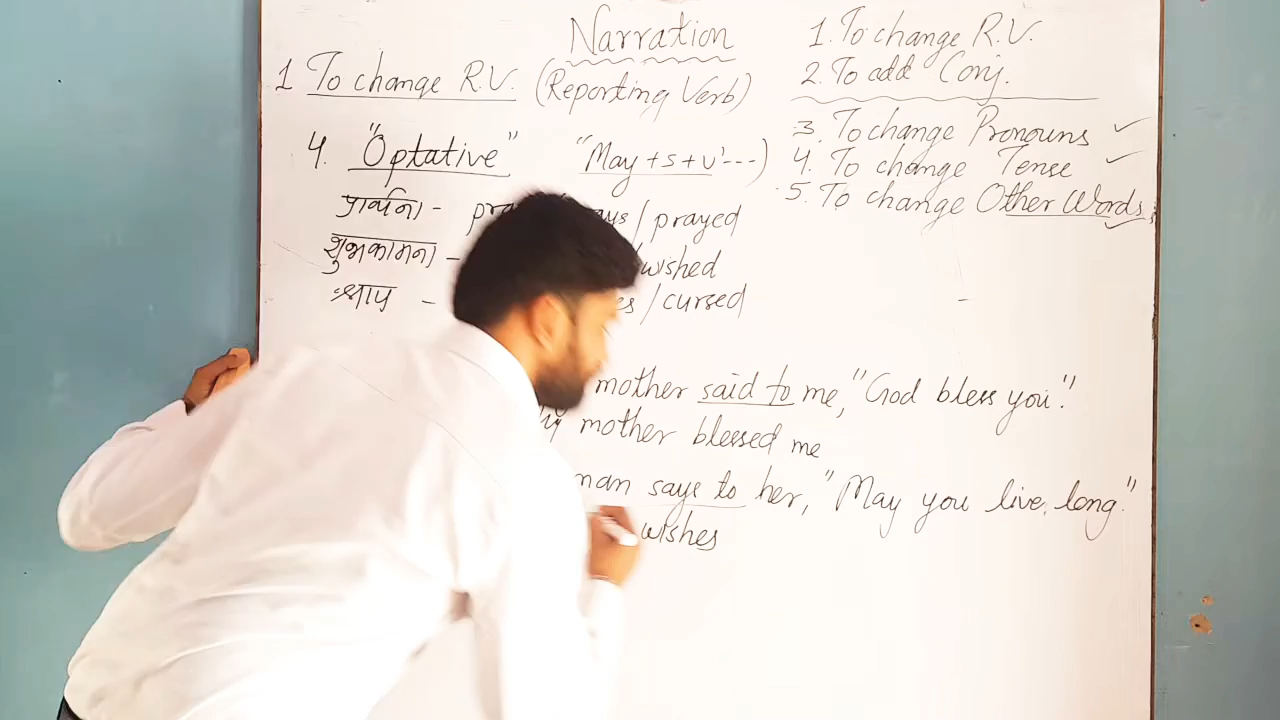 Narration
1 To change R.V. (Reporting Verb)
4. "Optative" "May + S + V¹---)
प्रार्थना - / prayed
शुभकामना - wished
श्राप - / cursed
1. To change R.V.
2. To add Conj.
3. To change Pronouns ✓
4. To change Tense ✓
5. To change Other Words, ✓
mother said to me, "God bless you."
mother blessed me
man says to her, "May you live long."
wishes